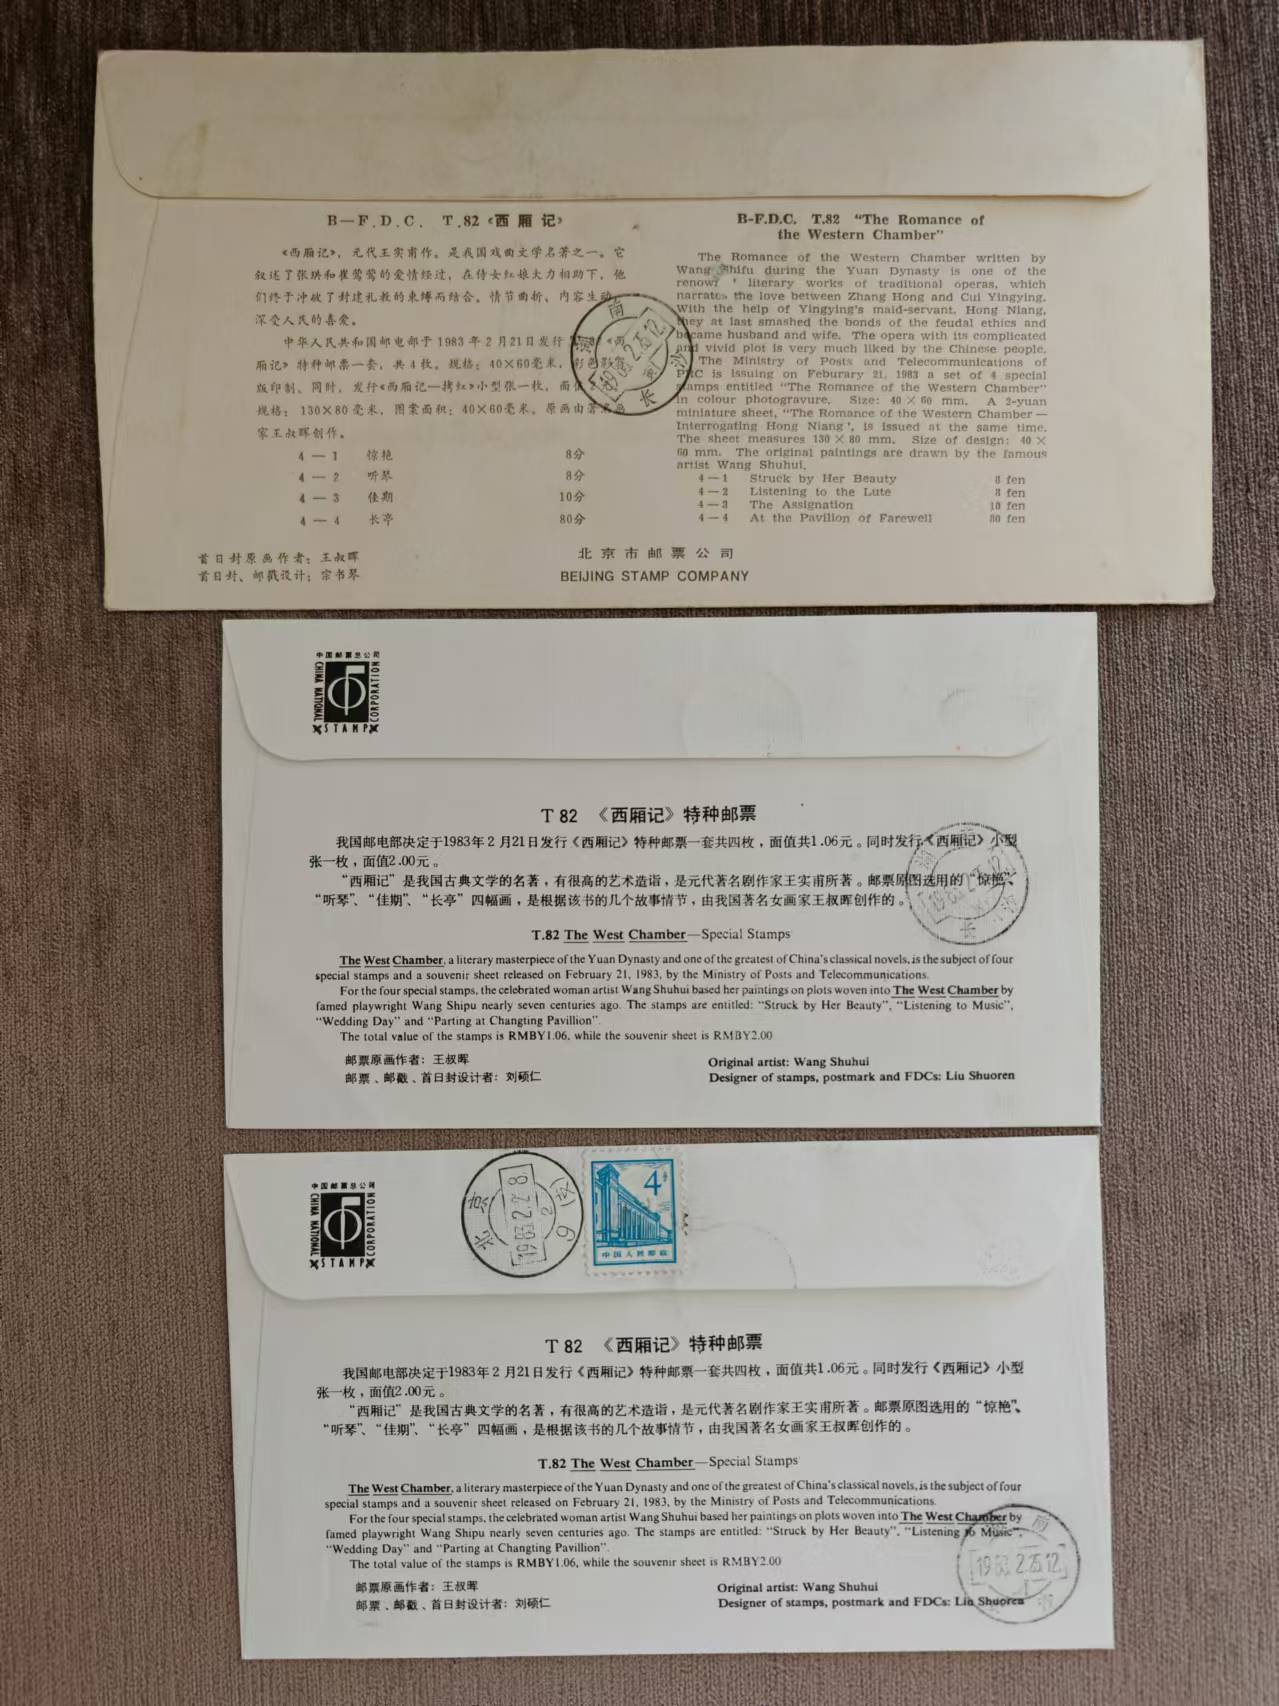 B—F.D.C. T.82《西厢记》
《西厢记》，元代王实甫作。是我国戏曲文学名著之一。它
叙述了张珙和崔莺莺的爱情经过，在侍女红娘大力相助下，他
们终于冲破了封建礼教的束缚而结合。情节曲折、内容生动，
深受人民的喜爱。
中华人民共和国邮电部于1983年2月21日发行
厢记》特种邮票一套，共4枚。规格：40×60毫米，彩色影写
版印制。同时，发行《西厢记—拷红》小型张一枚，面值2
规格：130×80毫米，图案面积：40×60毫米。原画由著名画
家王叔晖创作。
4—1 惊艳 8分
4—2 听琴 8分
4—3 佳期 10分
4—4 长亭 80分
首日封原画作者：王叔晖
首日封、邮戳设计：宗书琴
B-F.D.C. T.82 “The Romance of
the Western Chamber”
The Romance of the Western Chamber written by
Wang Shifu during the Yuan Dynasty is one of the
literary works of traditional operas, which
narrates the love between Zhang Hong and Cui Yingying.
With the help of Yingying's maid-servant, Hong Niang,
they at last smashed the bonds of the feudal ethics and
became husband and wife. The opera with its complicated
and vivid plot is very much liked by the Chinese people.
The Ministry of Posts and Telecommunications of
PRC is issuing on Feburary 21, 1983 a set of 4 special
stamps entitled “The Romance of the Western Chamber”
in colour photogravure. Size: 40×60 mm. A 2-yuan
miniature sheet, “The Romance of the Western Chamber—
Interrogating Hong Niang', is issued at the same time.
The sheet measures 130×80 mm. Size of design: 40×
60 mm. The original paintings are drawn by the famous
artist Wang Shuhui.
4—1 Struck by Her Beauty 8 fen
4—2 Listening to the Lute 8 fen
4—3 The Assignation 10 fen
4—4 At the Pavilion of Farewell 80 fen
北京市邮票公司
BEIJING STAMP COMPANY
湖南
1983.2.25.12
长沙
中国邮票总公司
CHINA NATIONAL
STAMP
CORPORATION
T 82 《西厢记》特种邮票
我国邮电部决定于1983年2月21日发行《西厢记》特种邮票一套共四枚，面值共1.06元。同时发行《西厢记》小型
张一枚，面值2.00元。
“西厢记”是我国古典文学的名著，有很高的艺术造诣，是元代著名剧作家王实甫所著。邮票原图选用的“惊艳”、
“听琴”、“佳期”、“长亭”四幅画，是根据该书的几个故事情节，由我国著名女画家王叔晖创作的。
T.82 The West Chamber—Special Stamps
The West Chamber, a literary masterpiece of the Yuan Dynasty and one of the greatest of China's classical novels, is the subject of four
special stamps and a souvenir sheet released on February 21, 1983, by the Ministry of Posts and Telecommunications.
For the four special stamps, the celebrated woman artist Wang Shuhui based her paintings on plots woven into The West Chamber by
famed playwright Wang Shipu nearly seven centuries ago. The stamps are entitled: “Struck by Her Beauty”, “Listening to Music”,
“Wedding Day” and “Parting at Changting Pavillion”.
The total value of the stamps is RMBY1.06, while the souvenir sheet is RMBY2.00
邮票原画作者：王叔晖
邮票、邮戳、首日封设计者：刘硕仁
Original artist: Wang Shuhui
Designer of stamps, postmark and FDCs: Liu Shuoren
中国邮票总公司
CHINA NATIONAL
STAMP
CORPORATION
北京
1983.2.28.
2
9(支)
4分
中国人民邮政
T 82 《西厢记》特种邮票
我国邮电部决定于1983年2月21日发行《西厢记》特种邮票一套共四枚，面值共1.06元。同时发行《西厢记》小型
张一枚，面值2.00元。
“西厢记”是我国古典文学的名著，有很高的艺术造诣，是元代著名剧作家王实甫所著。邮票原图选用的“惊艳”、
“听琴”、“佳期”、“长亭”四幅画，是根据该书的几个故事情节，由我国著名女画家王叔晖创作的。
T.82 The West Chamber—Special Stamps
The West Chamber, a literary masterpiece of the Yuan Dynasty and one of the greatest of China's classical novels, is the subject of four
special stamps and a souvenir sheet released on February 21, 1983, by the Ministry of Posts and Telecommunications.
For the four special stamps, the celebrated woman artist Wang Shuhui based her paintings on plots woven into The West Chamber by
famed playwright Wang Shipu nearly seven centuries ago. The stamps are entitled: “Struck by Her Beauty”, “Listening to Music”,
“Wedding Day” and “Parting at Changting Pavillion”.
The total value of the stamps is RMBY1.06, while the souvenir sheet is RMBY2.00
邮票原画作者：王叔晖
邮票、邮戳、首日封设计者：刘硕仁
Original artist: Wang Shuhui
Designer of stamps, postmark and FDCs: Liu Shuoren
1983.2.25.12